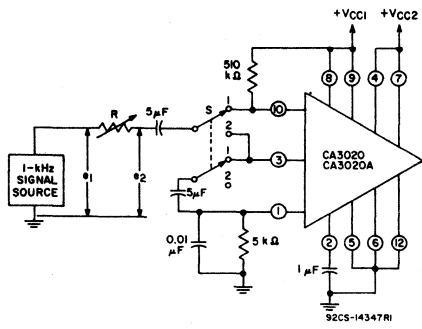 +VCC1 +VCC2
510
kΩ
8 9 4 7
R
5μF
S
1
10
2
1-kHz
SIGNAL
SOURCE
e1
e2
1
3
CA3020
CA3020A
2
5μF
1
0.01
μF
5 kΩ
2 5 6 12
1 μF
92CS-14347R1